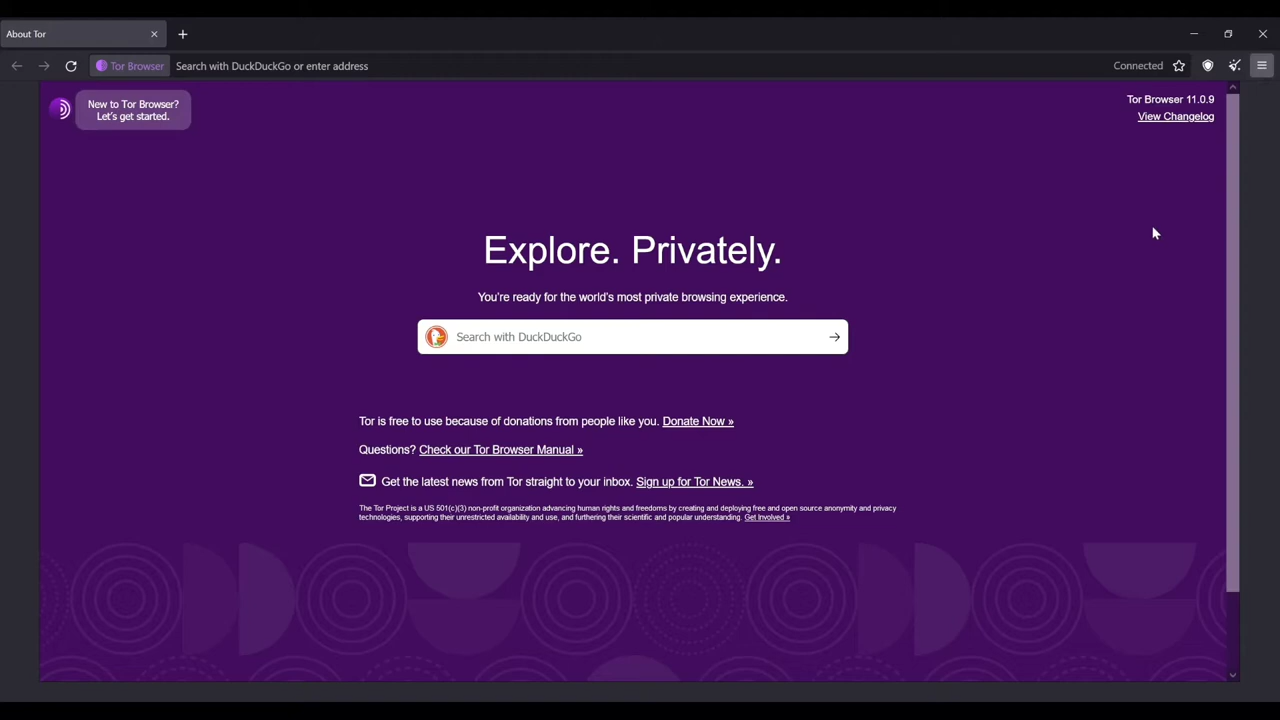 About Tor
Tor Browser
Search with DuckDuckGo or enter address
Connected
New to Tor Browser?
Let's get started.
Tor Browser 11.0.9
View Changelog
Explore. Privately.
You're ready for the world's most private browsing experience.
Search with DuckDuckGo
Tor is free to use because of donations from people like you. Donate Now »
Questions? Check our Tor Browser Manual »
Get the latest news from Tor straight to your inbox. Sign up for Tor News. »
The Tor Project is a US 501(c)(3) non-profit organization advancing human rights and freedoms by creating and deploying free and open source anonymity and privacy
technologies, supporting their unrestricted availability and use, and furthering their scientific and popular understanding. Get Involved »